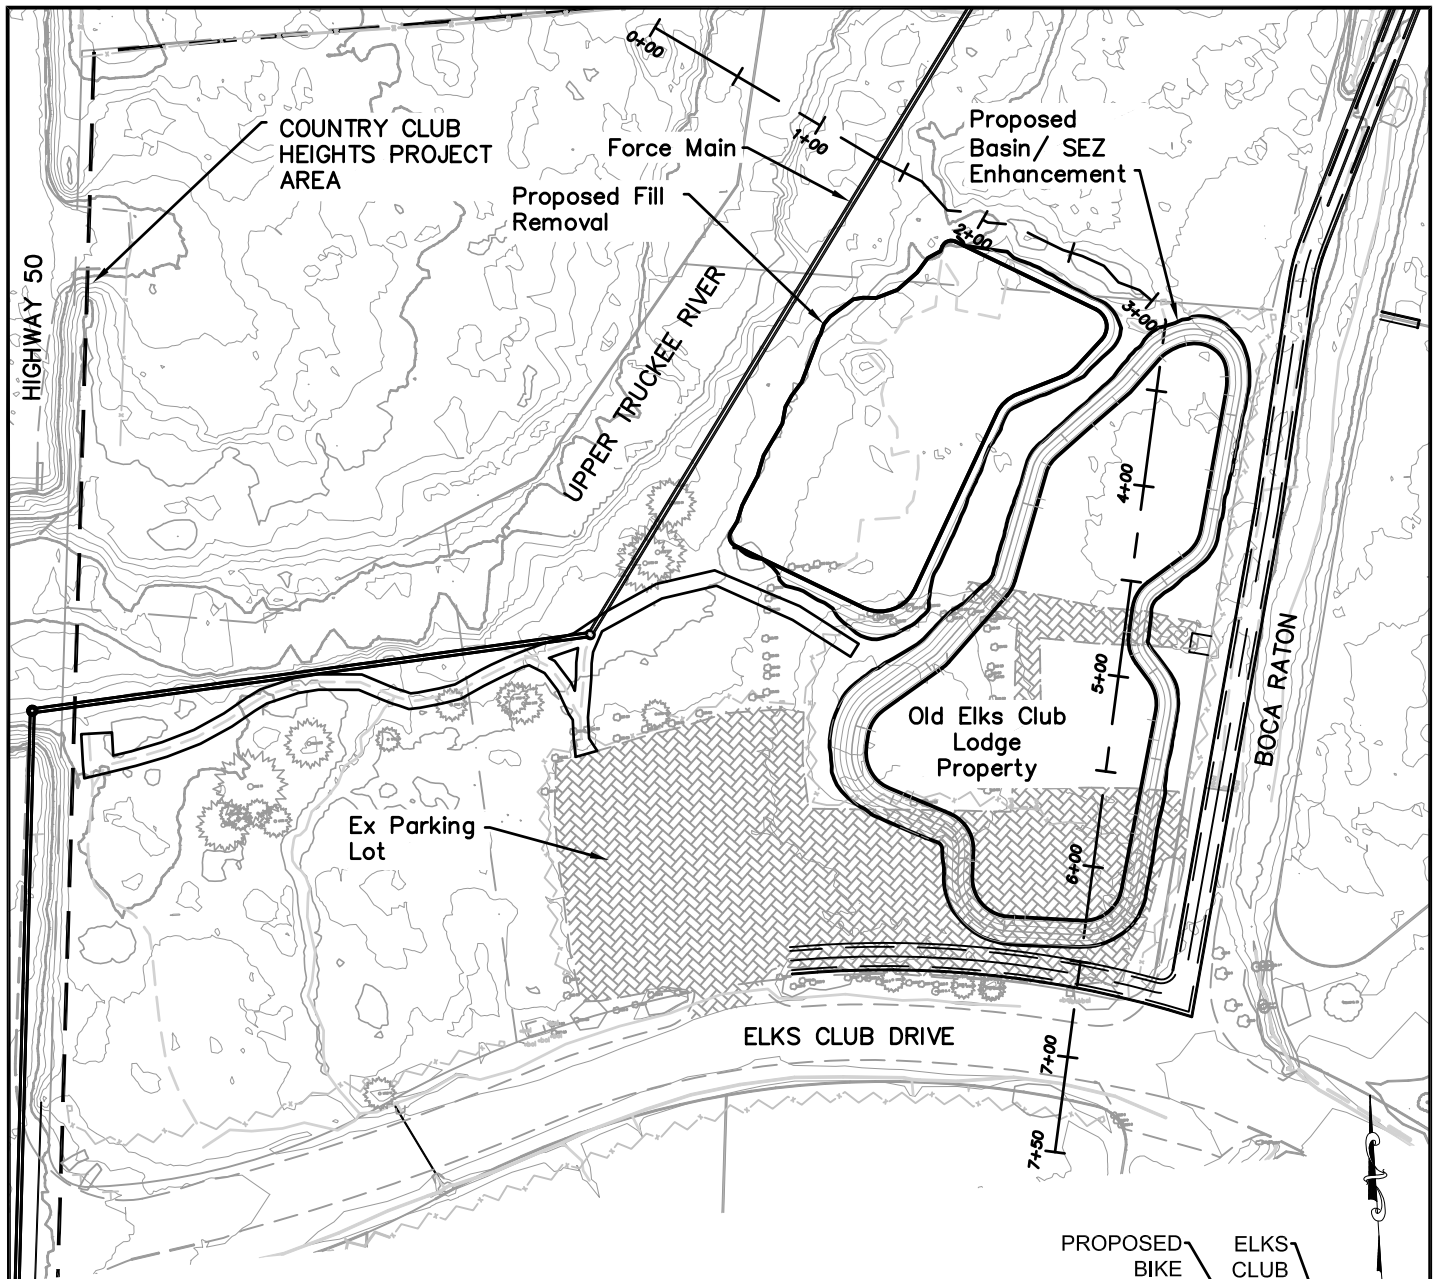 0+00
1+00
COUNTRY CLUB
HEIGHTS PROJECT
AREA
Force Main
Proposed
Basin/ SEZ
Enhancement
Proposed Fill
Removal
2+00
3+00
HIGHWAY 50
UPPER TRUCKEE RIVER
4+00
5+00
BOCA RATON
Old Elks Club
Lodge
Property
Ex Parking
Lot
6+00
ELKS CLUB DRIVE
7+00
7+50
PROPOSED
BIKE
ELKS
CLUB